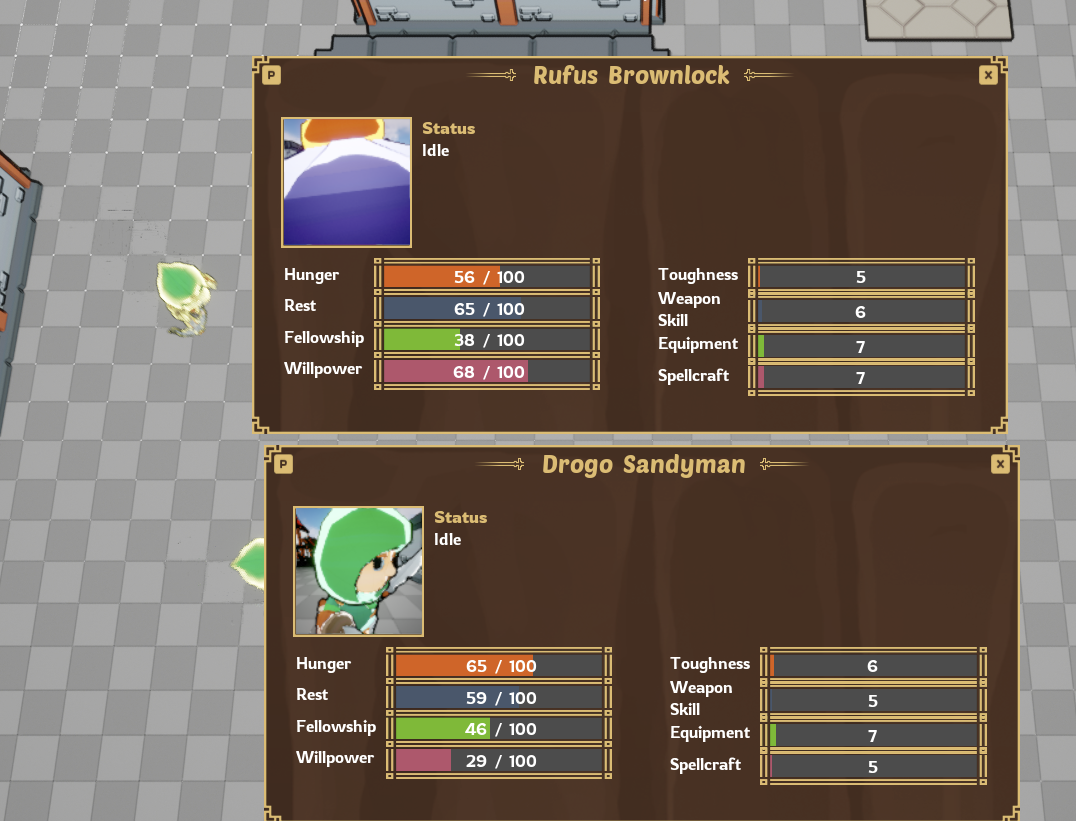 P
Rufus Brownlock
X
Status
Idle
Hunger 56 / 100
Rest 65 / 100
Fellowship 38 / 100
Willpower 68 / 100
Toughness 5
Weapon
Skill 6
Equipment 7
Spellcraft 7
P
Drogo Sandyman
X
Status
Idle
Hunger 65 / 100
Rest 59 / 100
Fellowship 46 / 100
Willpower 29 / 100
Toughness 6
Weapon
Skill 5
Equipment 7
Spellcraft 5